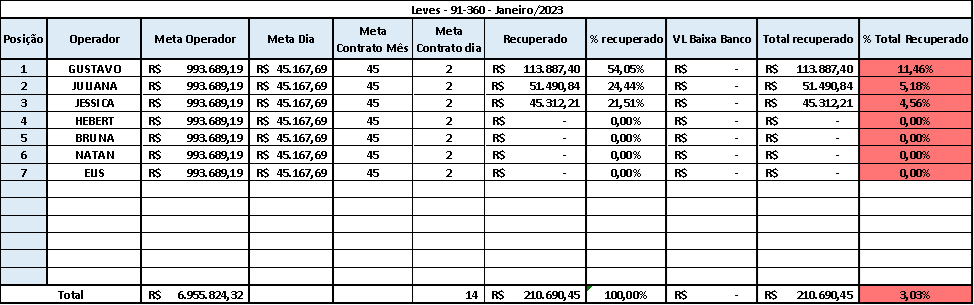 Leves - 91-360 - Janeiro/2023
Posição Operador Meta Operador Meta Dia Meta Contrato Mês Meta Contrato dia Recuperado % recuperado VL Baixa Banco Total recuperado % Total Recuperado
1 GUSTAVO R$ 993.689,19 R$ 45.167,69 45 2 R$ 113.887,40 54,05% R$ - R$ 113.887,40 11,46%
2 JULIANA R$ 993.689,19 R$ 45.167,69 45 2 R$ 51.490,84 24,44% R$ - R$ 51.490,84 5,18%
3 JESSICA R$ 993.689,19 R$ 45.167,69 45 2 R$ 45.312,21 21,51% R$ - R$ 45.312,21 4,56%
4 HEBERT R$ 993.689,19 R$ 45.167,69 45 2 R$ - 0,00% R$ - R$ - 0,00%
5 BRUNA R$ 993.689,19 R$ 45.167,69 45 2 R$ - 0,00% R$ - R$ - 0,00%
6 NATAN R$ 993.689,19 R$ 45.167,69 45 2 R$ - 0,00% R$ - R$ - 0,00%
7 ELIS R$ 993.689,19 R$ 45.167,69 45 2 R$ - 0,00% R$ - R$ - 0,00%
Total R$ 6.955.824,32 14 R$ 210.690,45 100,00% R$ - R$ 210.690,45 3,03%